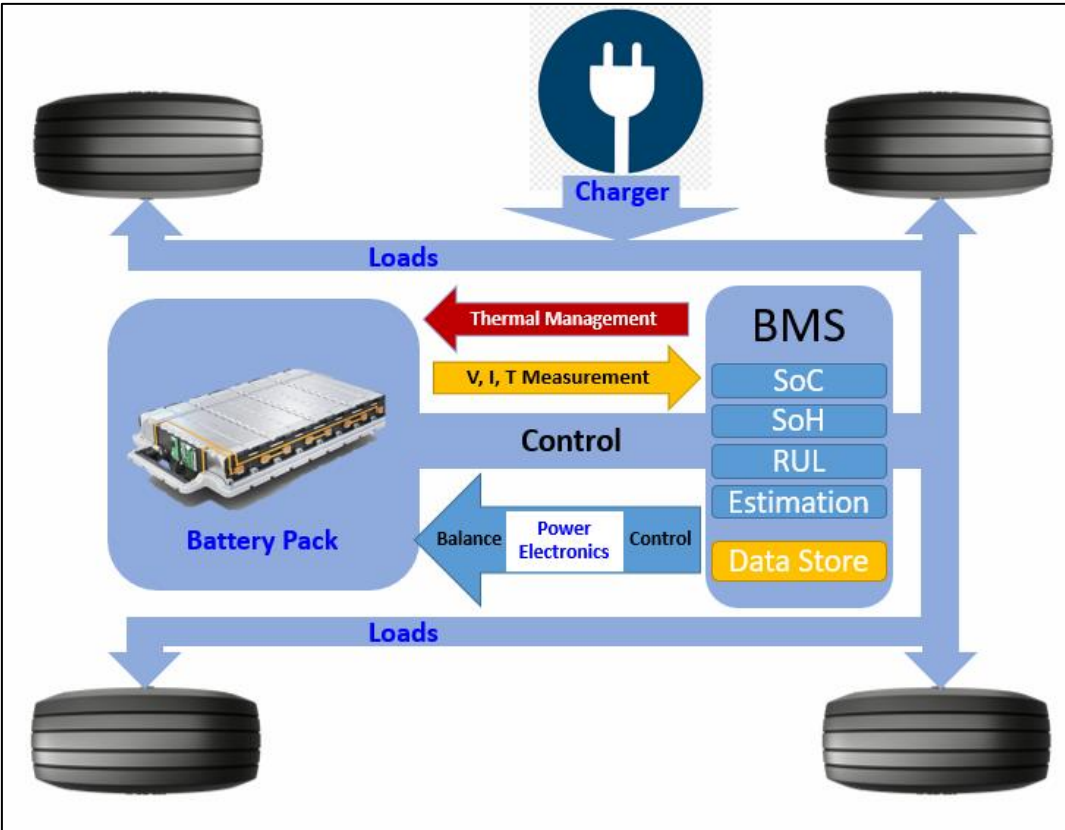 Charger
Loads
Thermal Management
V, I, T Measurement
Control
Battery Pack
Balance
Power
Electronics
Control
BMS
SoC
SoH
RUL
Estimation
Data Store
Loads